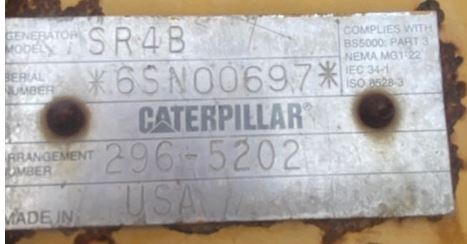 GENERATOR
MODEL SR4B
SERIAL
NUMBER *6SN00697*
COMPLIES WITH
BS5000: PART 3
NEMA MG1-22
IEC 34-1
ISO 8528-3
CATERPILLAR
ARRANGEMENT
NUMBER 296-5202
MADE IN USA